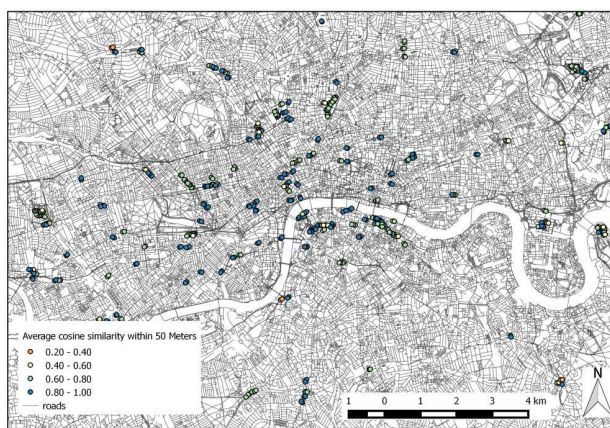 Average cosine similarity within 50 Meters
0.20 - 0.40
0.40 - 0.60
0.60 - 0.80
0.80 - 1.00
roads
1 0 1 2 3 4 km
N